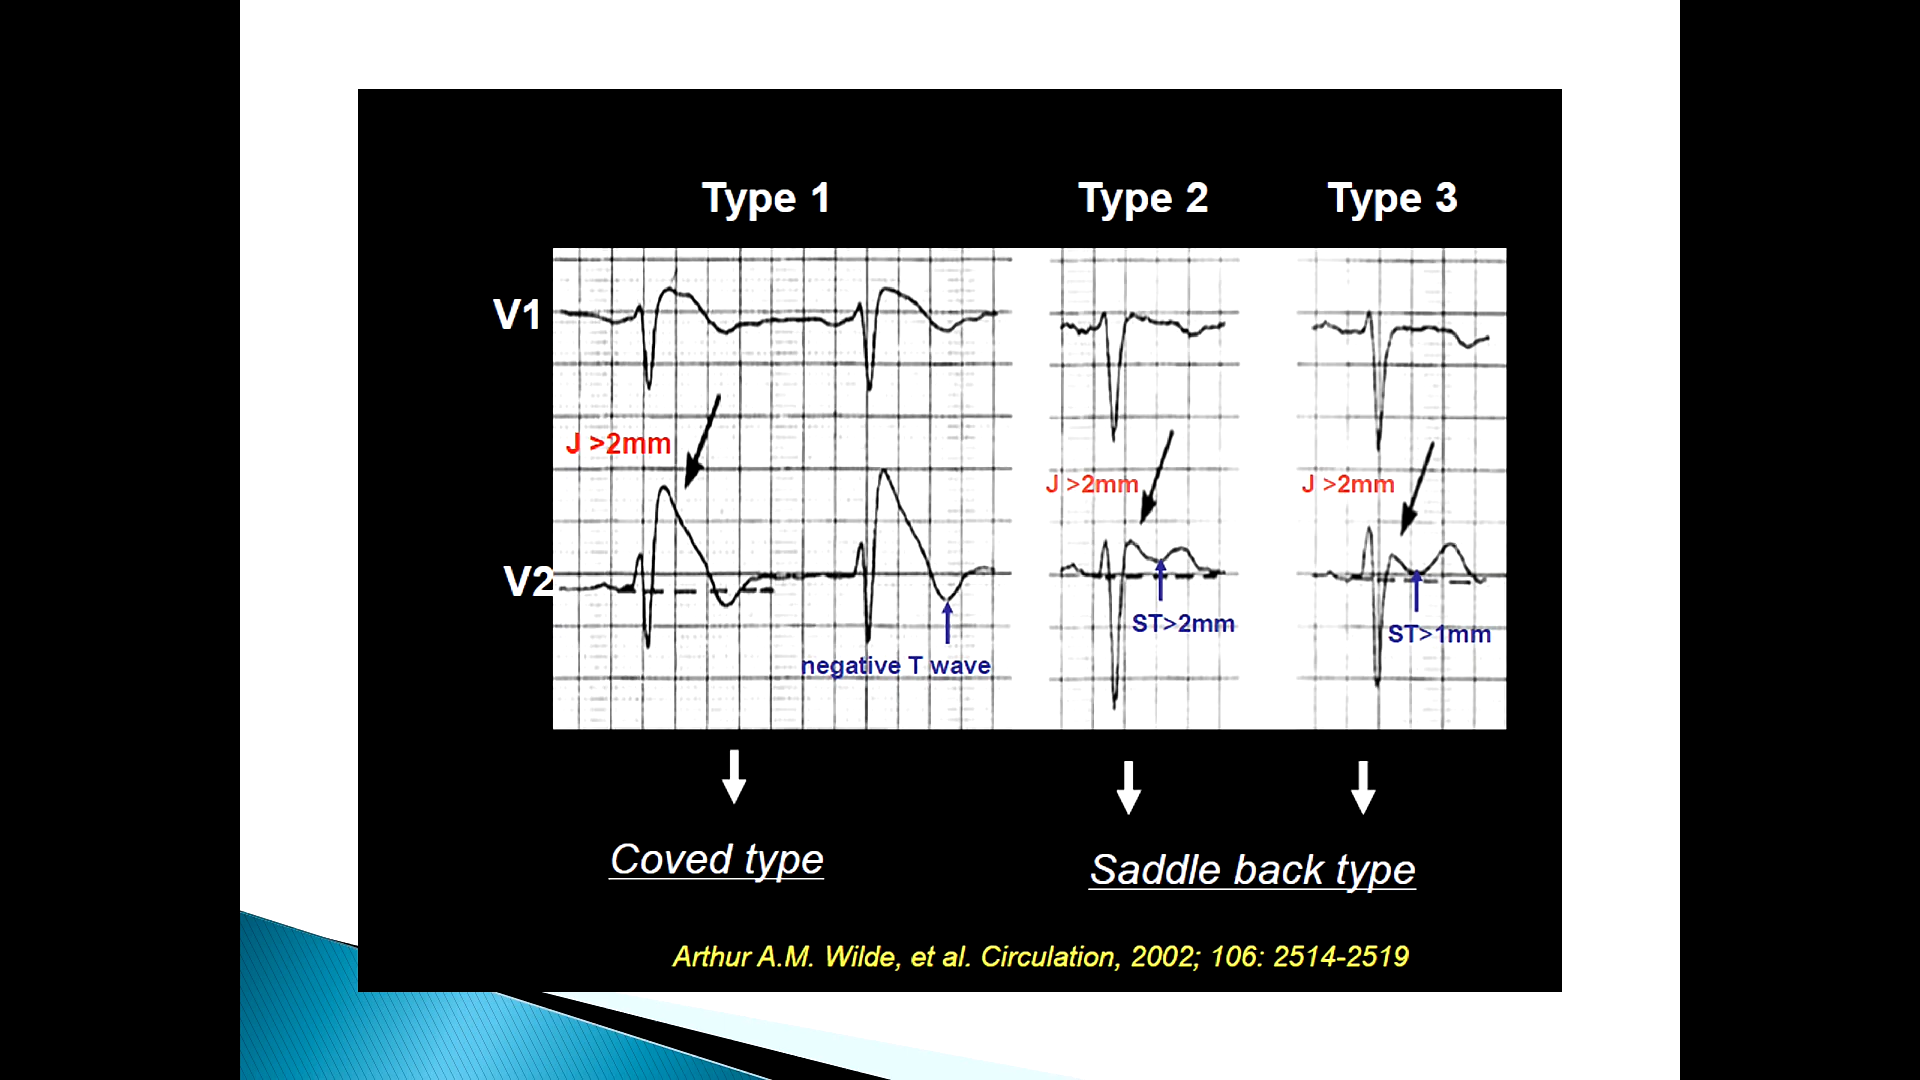 Type 1
Type 2
Type 3
V1
J >2mm
J >2mm
J >2mm
V2
ST>2mm
ST>1mm
negative T wave
Coved type
Saddle back type
Arthur A.M. Wilde, et al. Circulation, 2002; 106: 2514-2519